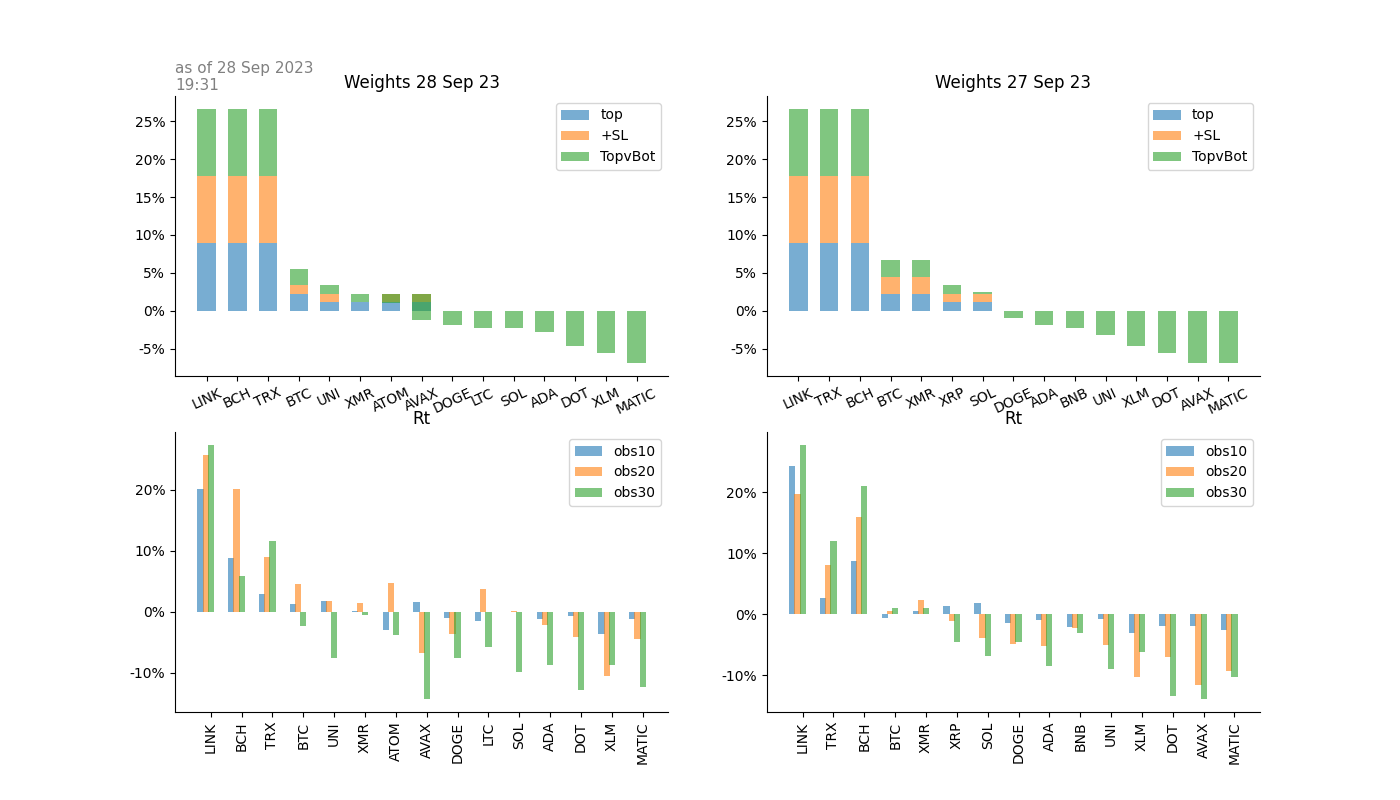 as of 28 Sep 2023
19:31
Weights 28 Sep 23
25%
20%
15%
10%
5%
0%
-5%
top
+SL
TopvBot
LINK BCH TRX BTC UNI XMR ATOM AVAX DOGE LTC SOL ADA DOT XLM MATIC
Weights 27 Sep 23
25%
20%
15%
10%
5%
0%
-5%
top
+SL
TopvBot
LINK TRX BCH BTC XMR XRP SOL DOGE ADA BNB UNI XLM DOT AVAX MATIC
Rt
20%
10%
0%
-10%
obs10
obs20
obs30
LINK BCH TRX BTC UNI XMR ATOM AVAX DOGE LTC SOL ADA DOT XLM MATIC
Rt
20%
10%
0%
-10%
obs10
obs20
obs30
LINK TRX BCH BTC XMR XRP SOL DOGE ADA BNB UNI XLM DOT AVAX MATIC